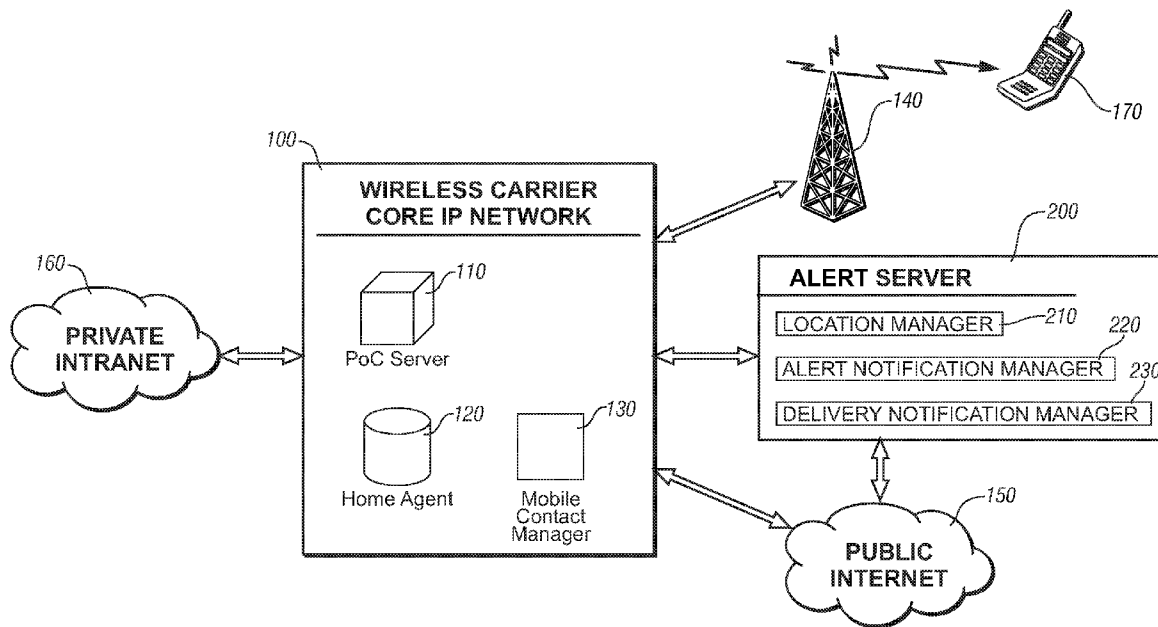 140
170
100
WIRELESS CARRIER
CORE IP NETWORK
110
PoC Server
120
Home Agent
130
Mobile
Contact
Manager
160
PRIVATE
INTRANET
200
ALERT SERVER
LOCATION MANAGER
210
220
ALERT NOTIFICATION MANAGER
230
DELIVERY NOTIFICATION MANAGER
150
PUBLIC
INTERNET